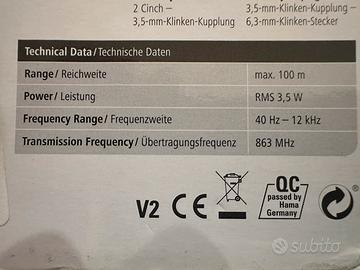 2 Cinch –
3,5-mm-Klinken-Kupplung
3,5-mm-Klinken-Kupplung –
6,3-mm-Klinken-Stecker
Technical Data/Technische Daten
Range/Reichweite max. 100 m
Power/Leistung RMS 3,5 W
Frequency Range/Frequenzweite 40 Hz – 12 kHz
Transmission Frequency/Übertragungsfrequenz 863 MHz
V2 CE QC
passed by
Hama
Germany
®
subito